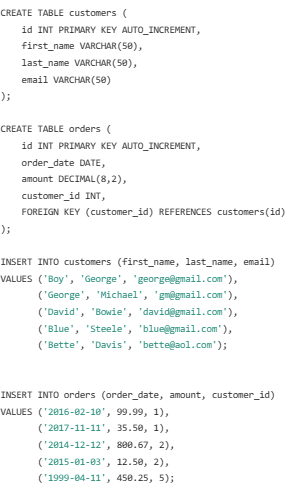 CREATE TABLE customers (
    id INT PRIMARY KEY AUTO_INCREMENT,
    first_name VARCHAR(50),
    last_name VARCHAR(50),
    email VARCHAR(50)
);

CREATE TABLE orders (
    id INT PRIMARY KEY AUTO_INCREMENT,
    order_date DATE,
    amount DECIMAL(8,2),
    customer_id INT,
    FOREIGN KEY (customer_id) REFERENCES customers(id)
);

INSERT INTO customers (first_name, last_name, email)
VALUES ('Boy', 'George', 'george@gmail.com'),
       ('George', 'Michael', 'gm@gmail.com'),
       ('David', 'Bowie', 'david@gmail.com'),
       ('Blue', 'Steele', 'blue@gmail.com'),
       ('Bette', 'Davis', 'bette@aol.com');

INSERT INTO orders (order_date, amount, customer_id)
VALUES ('2016-02-10', 99.99, 1),
       ('2017-11-11', 35.50, 1),
       ('2014-12-12', 800.67, 2),
       ('2015-01-03', 12.50, 2),
       ('1999-04-11', 450.25, 5);